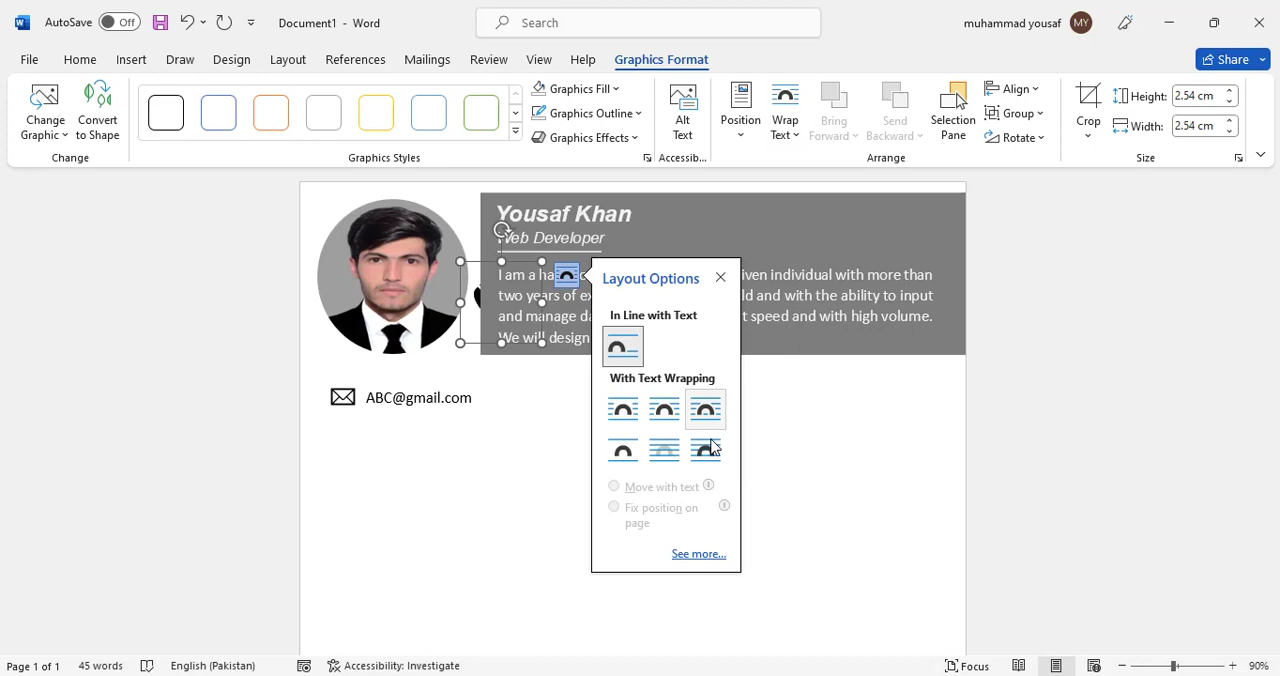 AutoSave Off Document1 - Word Search muhammad yousaf MY
File Home Insert Draw Design Layout References Mailings Review View Help Graphics Format Share
Change Graphic
Convert to Shape
Change
Graphics Styles
Graphics Fill
Graphics Outline
Graphics Effects
Alt Text
Accessib...
Position
Wrap Text
Bring Forward
Send Backward
Selection Pane
Align
Group
Rotate
Arrange
Crop
Height: 2.54 cm
Width: 2.54 cm
Size
Yousaf Khan
Web Developer
I am a ha iven individual with more than
two years of ex ld and with the ability to input
and manage da t speed and with high volume.
We will design
ABC@gmail.com
Layout Options
In Line with Text
With Text Wrapping
Move with text
Fix position on
page
See more...
Page 1 of 1 45 words English (Pakistan) Accessibility: Investigate Focus 90%